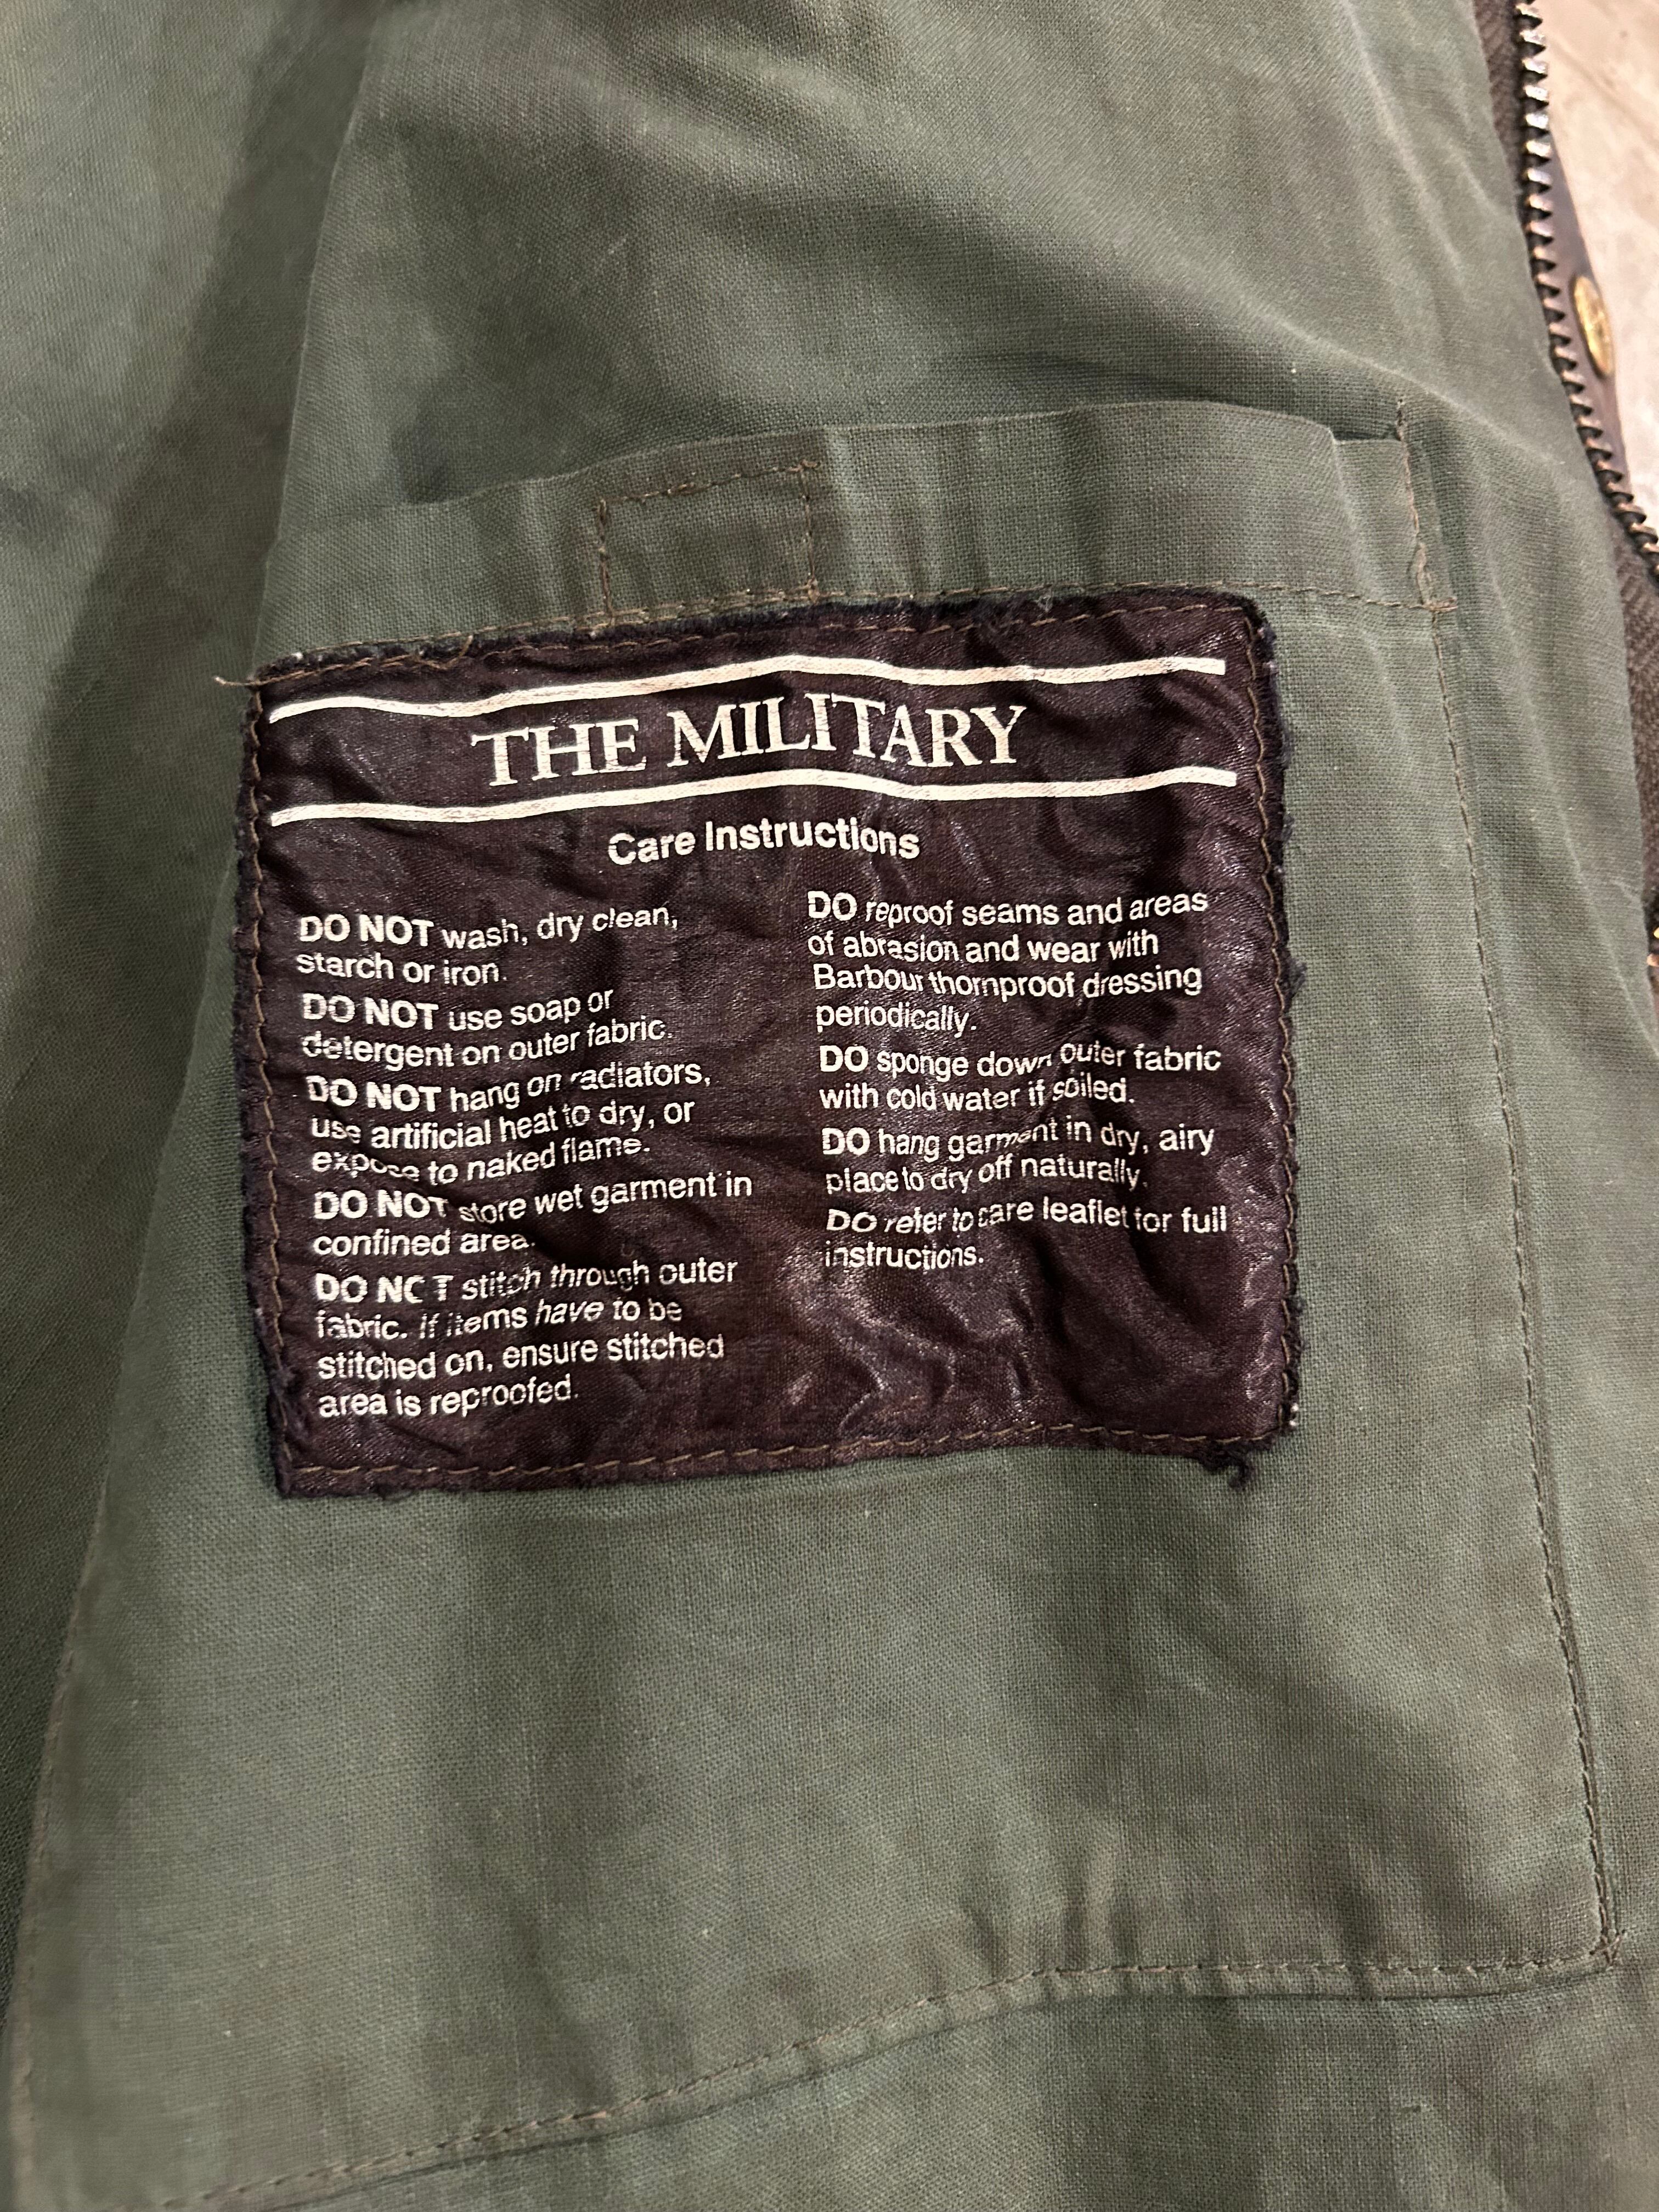 THE MILITARY
Care Instructions
DO NOT wash, dry clean,
starch or iron.
DO NOT use soap or
detergent on outer fabric.
DO NOT hang on radiators,
use artificial heat to dry, or
expose to naked flame.
DO NOT store wet garment in
confined area.
DO NOT stitch through outer
fabric. If items have to be
stitched on, ensure stitched
area is reproofed.
DO reproof seams and areas
of abrasion and wear with
Barbour thornproof dressing
periodically.
DO sponge down outer fabric
with cold water if soiled.
DO hang garment in dry, airy
place to dry off naturally.
DO refer to care leaflet for full
instructions.